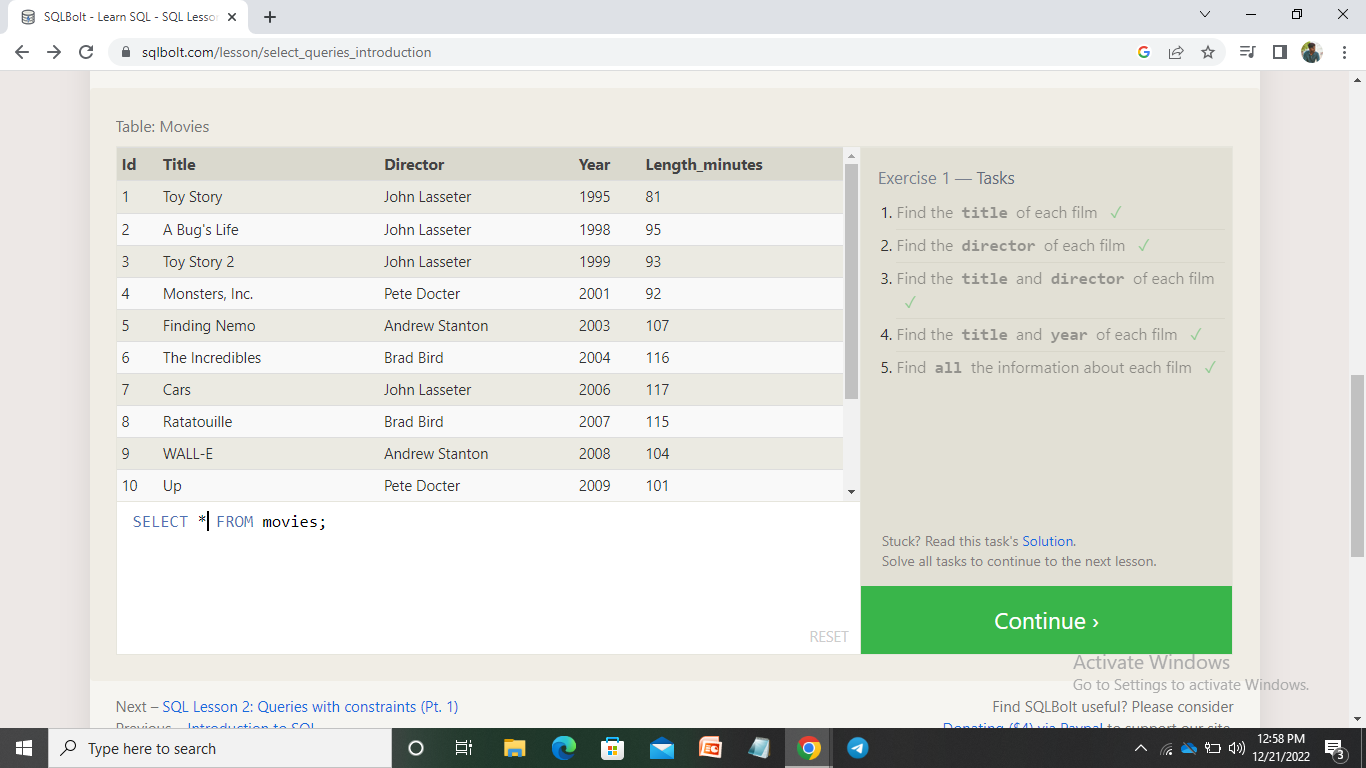 SQLBolt - Learn SQL - SQL Lesson
sqlbolt.com/lesson/select_queries_introduction
Table: Movies
Id Title Director Year Length_minutes
1 Toy Story John Lasseter 1995 81
2 A Bug's Life John Lasseter 1998 95
3 Toy Story 2 John Lasseter 1999 93
4 Monsters, Inc. Pete Docter 2001 92
5 Finding Nemo Andrew Stanton 2003 107
6 The Incredibles Brad Bird 2004 116
7 Cars John Lasseter 2006 117
8 Ratatouille Brad Bird 2007 115
9 WALL-E Andrew Stanton 2008 104
10 Up Pete Docter 2009 101
SELECT * FROM movies;
RESET
Exercise 1 — Tasks
1. Find the title of each film ✓
2. Find the director of each film ✓
3. Find the title and director of each film
✓
4. Find the title and year of each film ✓
5. Find all the information about each film ✓
Stuck? Read this task's Solution.
Solve all tasks to continue to the next lesson.
Continue ›
Activate Windows
Go to Settings to activate Windows.
Next – SQL Lesson 2: Queries with constraints (Pt. 1)
Previous – Introduction to SQL
Find SQLBolt useful? Please consider
Donating ($4) via Paypal to support our site.
Type here to search
12:58 PM
12/21/2022
3